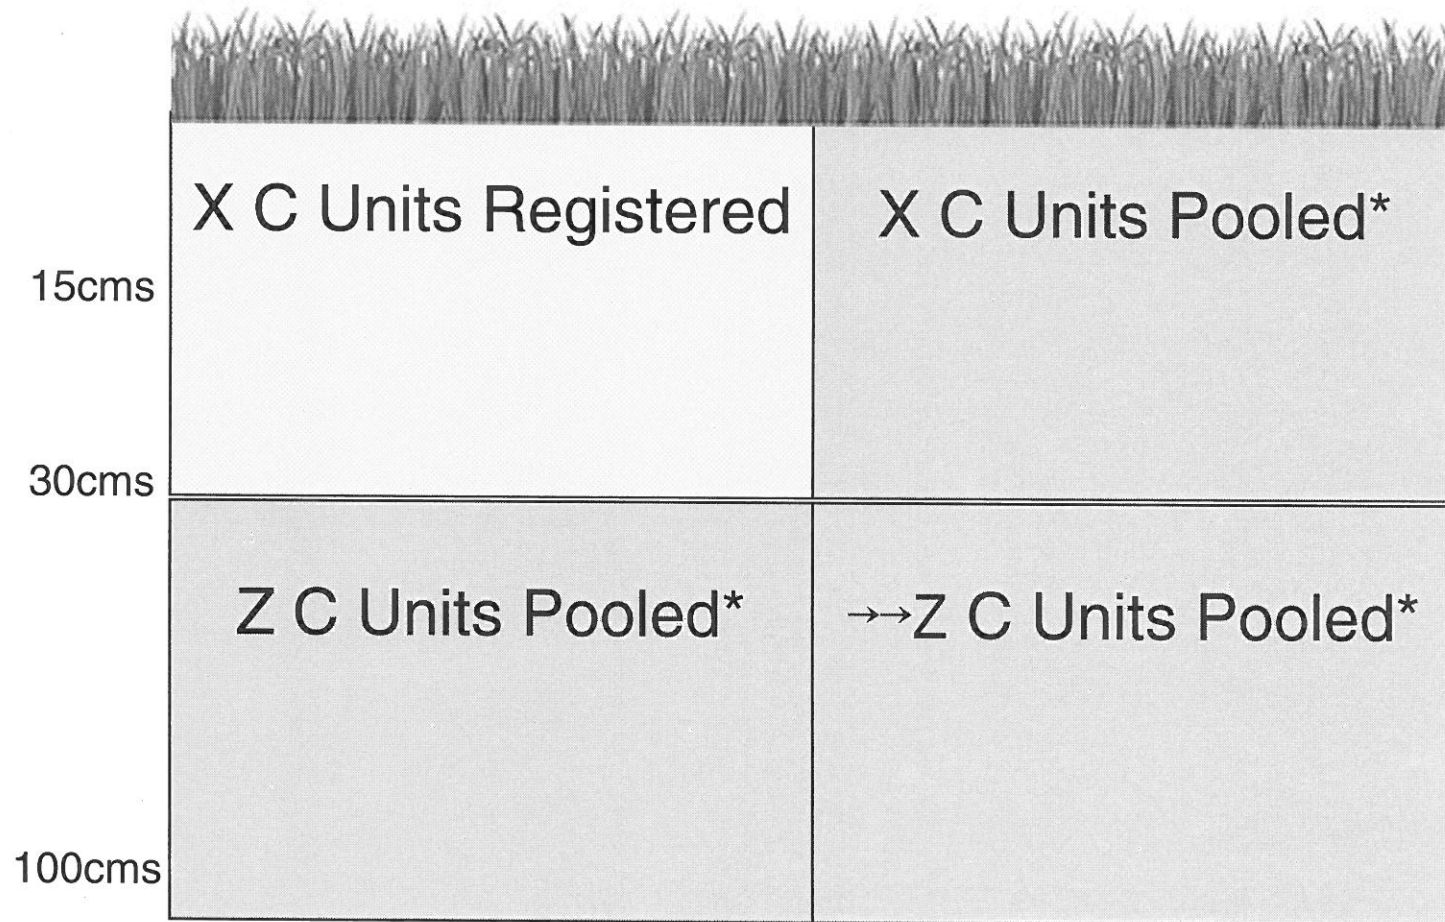 X C Units Registered
X C Units Pooled*
15cms
30cms
Z C Units Pooled*
→→Z C Units Pooled*
100cms